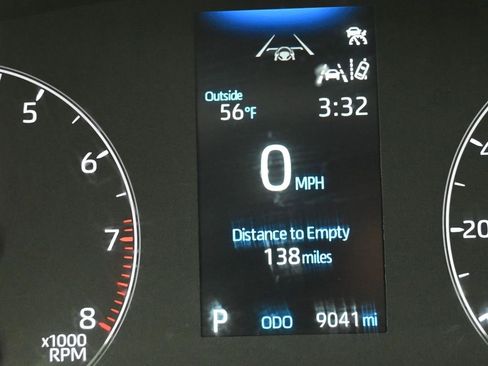 Outside
56°F 3:32
0 MPH
Distance to Empty
138 miles
P ODO 9041 mi
5
6
7
8
x1000
RPM
20